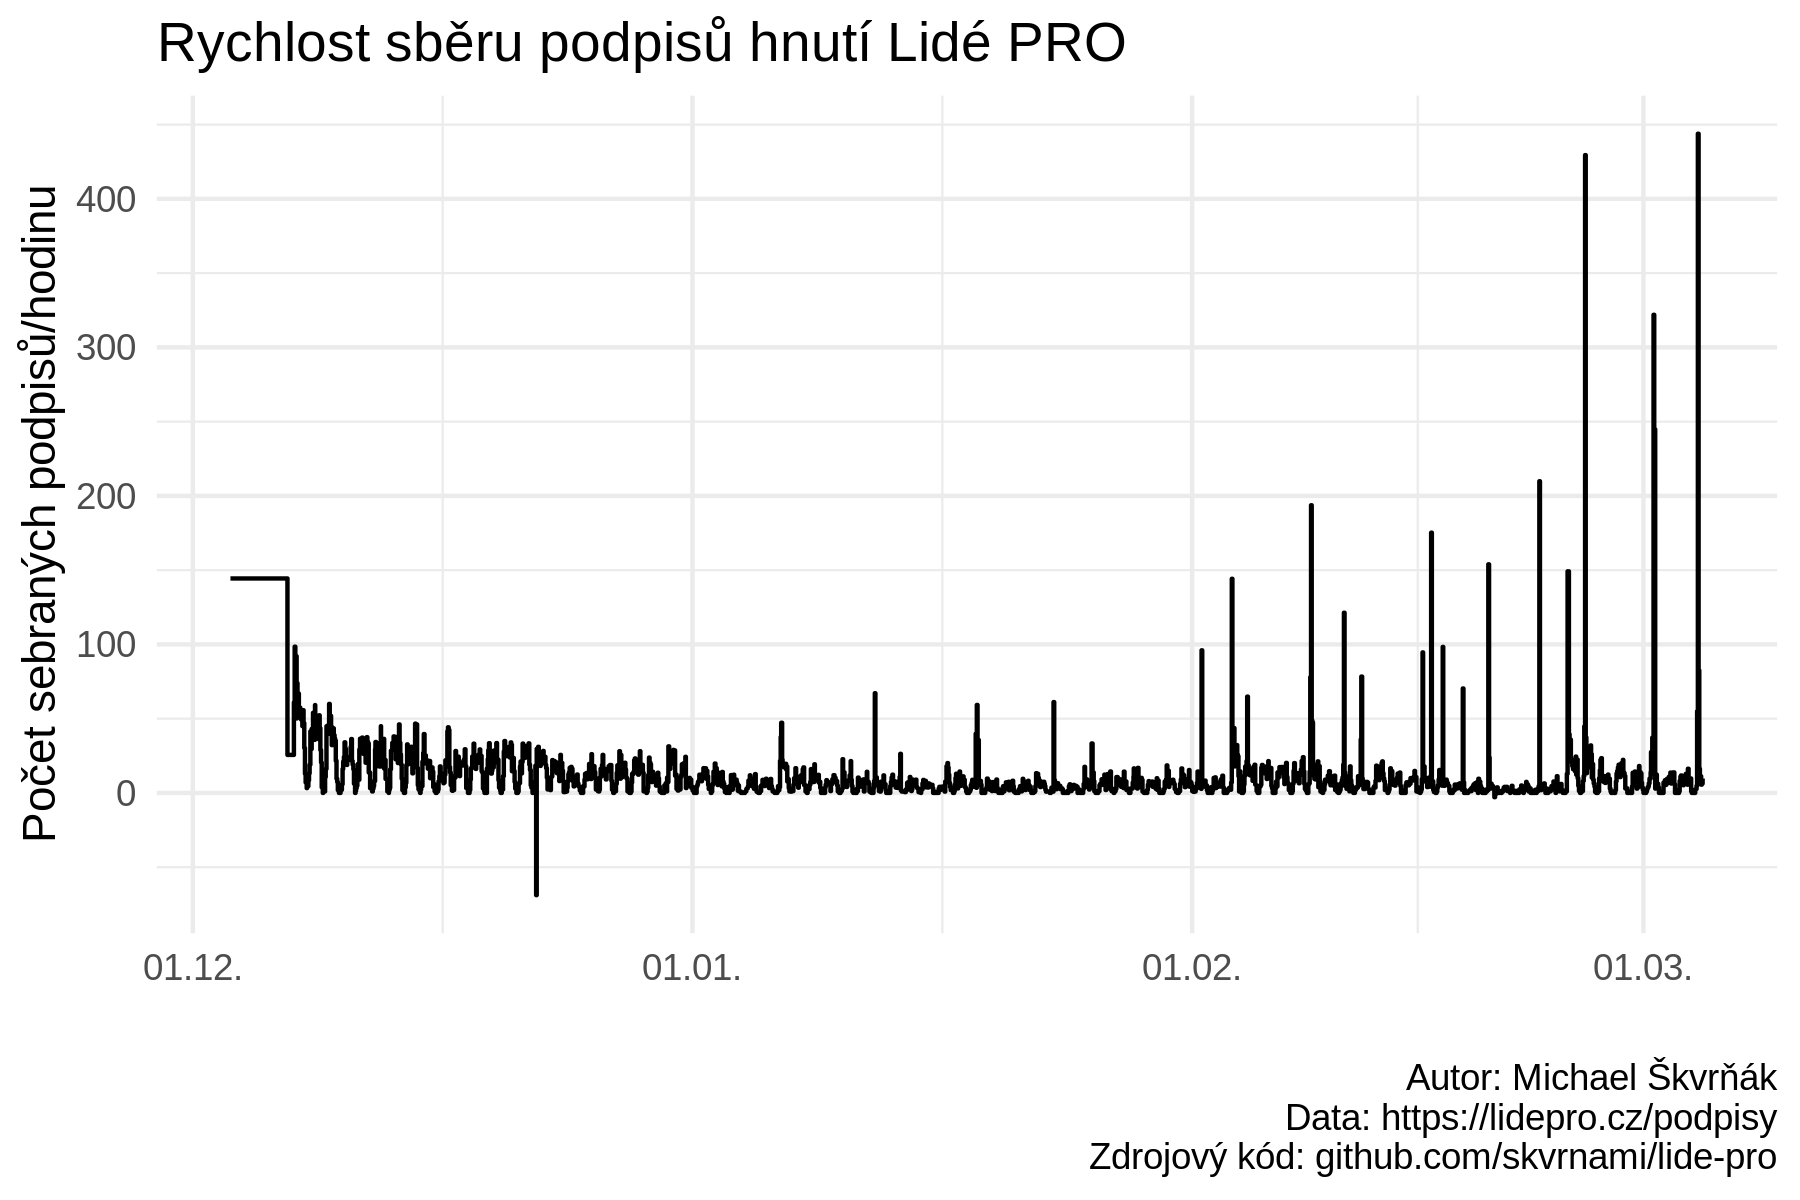 Rychlost sběru podpisů hnutí Lidé PRO
Počet sebraných podpisů/hodinu
400
300
200
100
0
01.12.
01.01.
01.02.
01.03.
Autor: Michael Škvrňák
Data: https://lidepro.cz/podpisy
Zdrojový kód: github.com/skvrnami/lide-pro